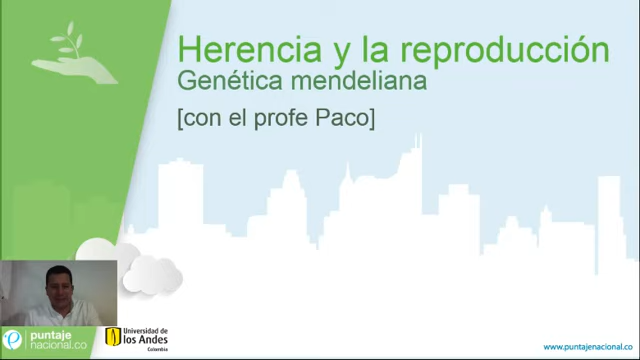 Herencia y la reproducción
Genética mendeliana
[con el profe Paco]
puntaje
nacional.co
Universidad de
los Andes
Colombia
www.puntajenacional.co